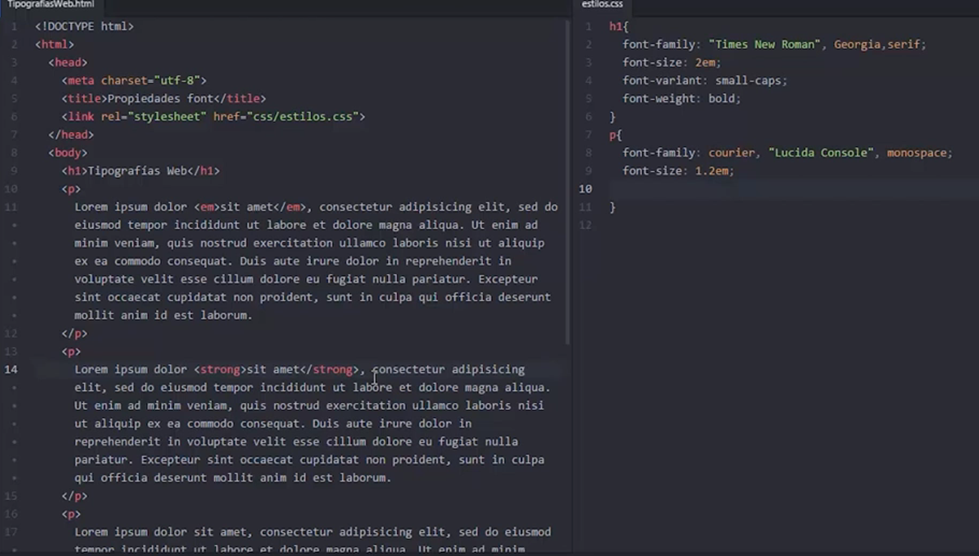 TipografiasWeb.html
1 <!DOCTYPE html>
2 <html>
3 <head>
4 <meta charset="utf-8">
5 <title>Propiedades font</title>
6 <link rel="stylesheet" href="css/estilos.css">
7 </head>
8 <body>
9 <h1>Tipografías Web</h1>
10 <p>
11 Lorem ipsum dolor <em>sit amet</em>, consectetur adipisicing elit, sed do
eiusmod tempor incididunt ut labore et dolore magna aliqua. Ut enim ad
minim veniam, quis nostrud exercitation ullamco laboris nisi ut aliquip
ex ea commodo consequat. Duis aute irure dolor in reprehenderit in
voluptate velit esse cillum dolore eu fugiat nulla pariatur. Excepteur
sint occaecat cupidatat non proident, sunt in culpa qui officia deserunt
mollit anim id est laborum.
12 </p>
13 <p>
14 Lorem ipsum dolor <strong>sit amet</strong>, consectetur adipisicing
elit, sed do eiusmod tempor incididunt ut labore et dolore magna aliqua.
Ut enim ad minim veniam, quis nostrud exercitation ullamco laboris nisi
ut aliquip ex ea commodo consequat. Duis aute irure dolor in
reprehenderit in voluptate velit esse cillum dolore eu fugiat nulla
pariatur. Excepteur sint occaecat cupidatat non proident, sunt in culpa
qui officia deserunt mollit anim id est laborum.
15 </p>
16 <p>
17 Lorem ipsum dolor sit amet, consectetur adipisicing elit, sed do eiusmod
tempor incididunt ut labore et dolore magna aliqua. Ut enim ad minim
estilos.css
1 h1{
2 font-family: "Times New Roman", Georgia,serif;
3 font-size: 2em;
4 font-variant: small-caps;
5 font-weight: bold;
6 }
7 p{
8 font-family: courier, "Lucida Console", monospace;
9 font-size: 1.2em;
10
11 }
12